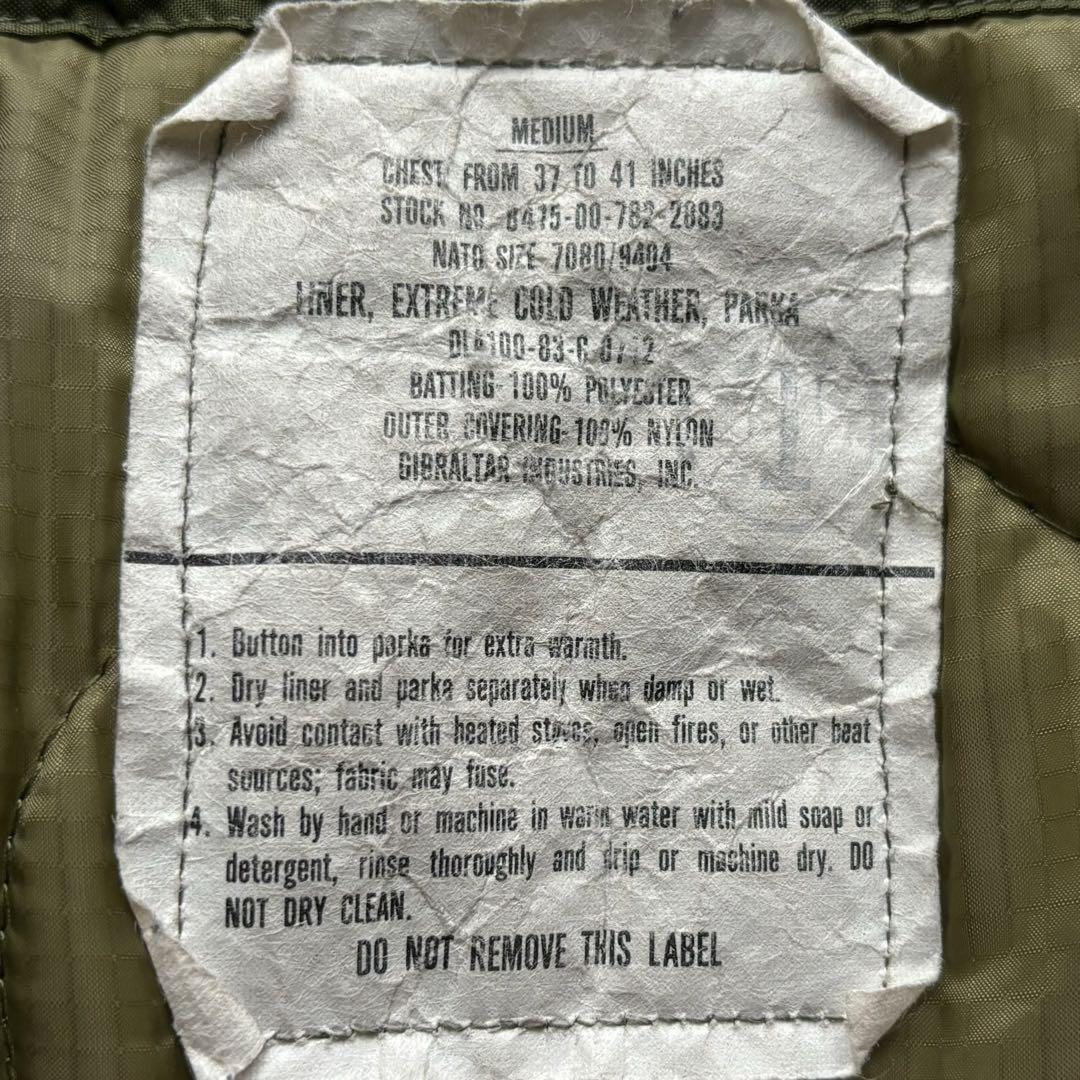 MEDIUM
CHEST FROM 37 TO 41 INCHES
STOCK NO. 8415-00-782-2883
NATO SIZE 7080/9404
LINER, EXTREME COLD WEATHER, PARKA
BATTING 100% POLYESTER
OUTER COVERING-100% NYLON
GIBRALTAR INDUSTRIES, INC.
1. Button into parka for extra warmth.
2. Dry liner and parka separately when damp or wet.
3. Avoid contact with heated stoves, open fires, or other heat
sources; fabric may fuse.
4. Wash by hand or machine in warm water with mild soap or
detergent, rinse thoroughly and drip or machine dry. DO
NOT DRY CLEAN.
DO NOT REMOVE THIS LABEL